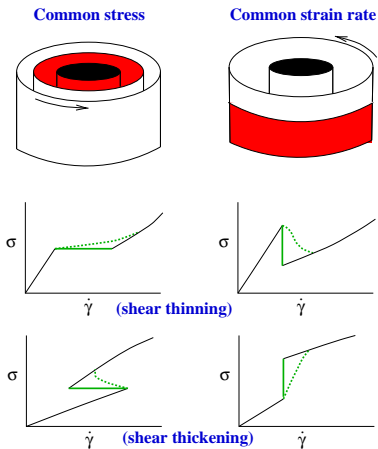 Common stress
Common strain rate
σ
γ̇
σ
γ̇
(shear thinning)
σ
γ̇
σ
γ̇
(shear thickening)